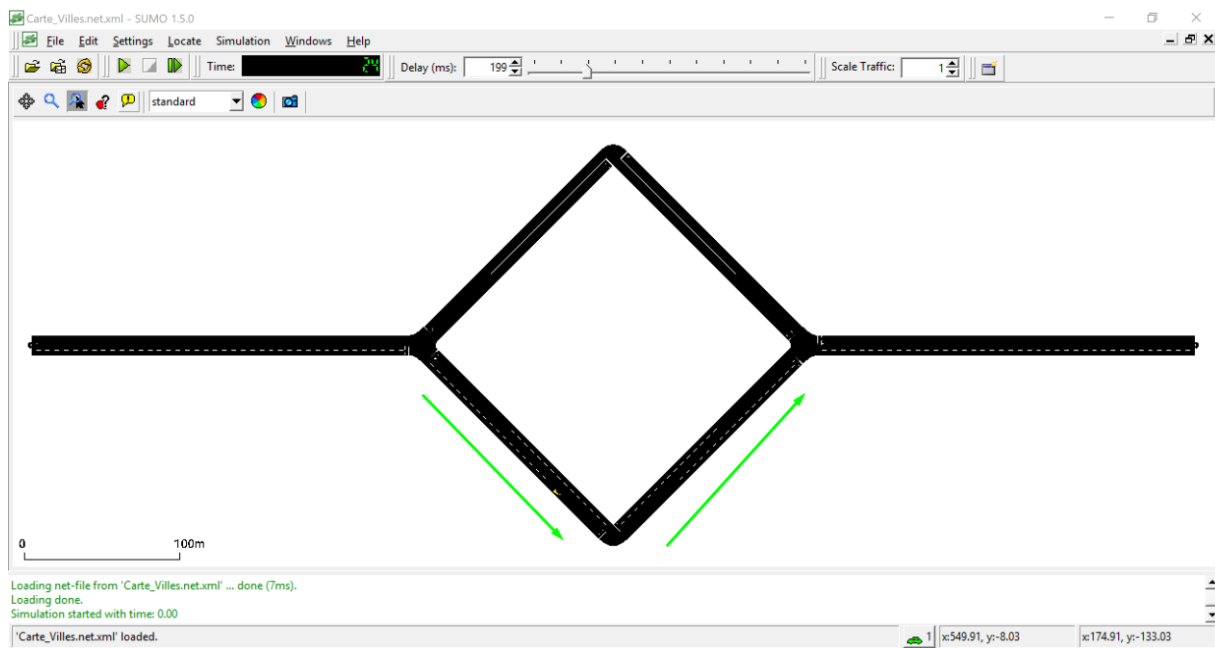 Carte_Villes.net.xml - SUMO 1.5.0
File Edit Settings Locate Simulation Windows Help
Time: 24 Delay (ms): 199 Scale Traffic: 1
standard
0 100m
Loading net-file from 'Carte_Villes.net.xml' ... done (7ms).
Loading done.
Simulation started with time: 0.00
'Carte_Villes.net.xml' loaded. 1 x:549.91, y:-8.03 x:174.91, y:-133.03